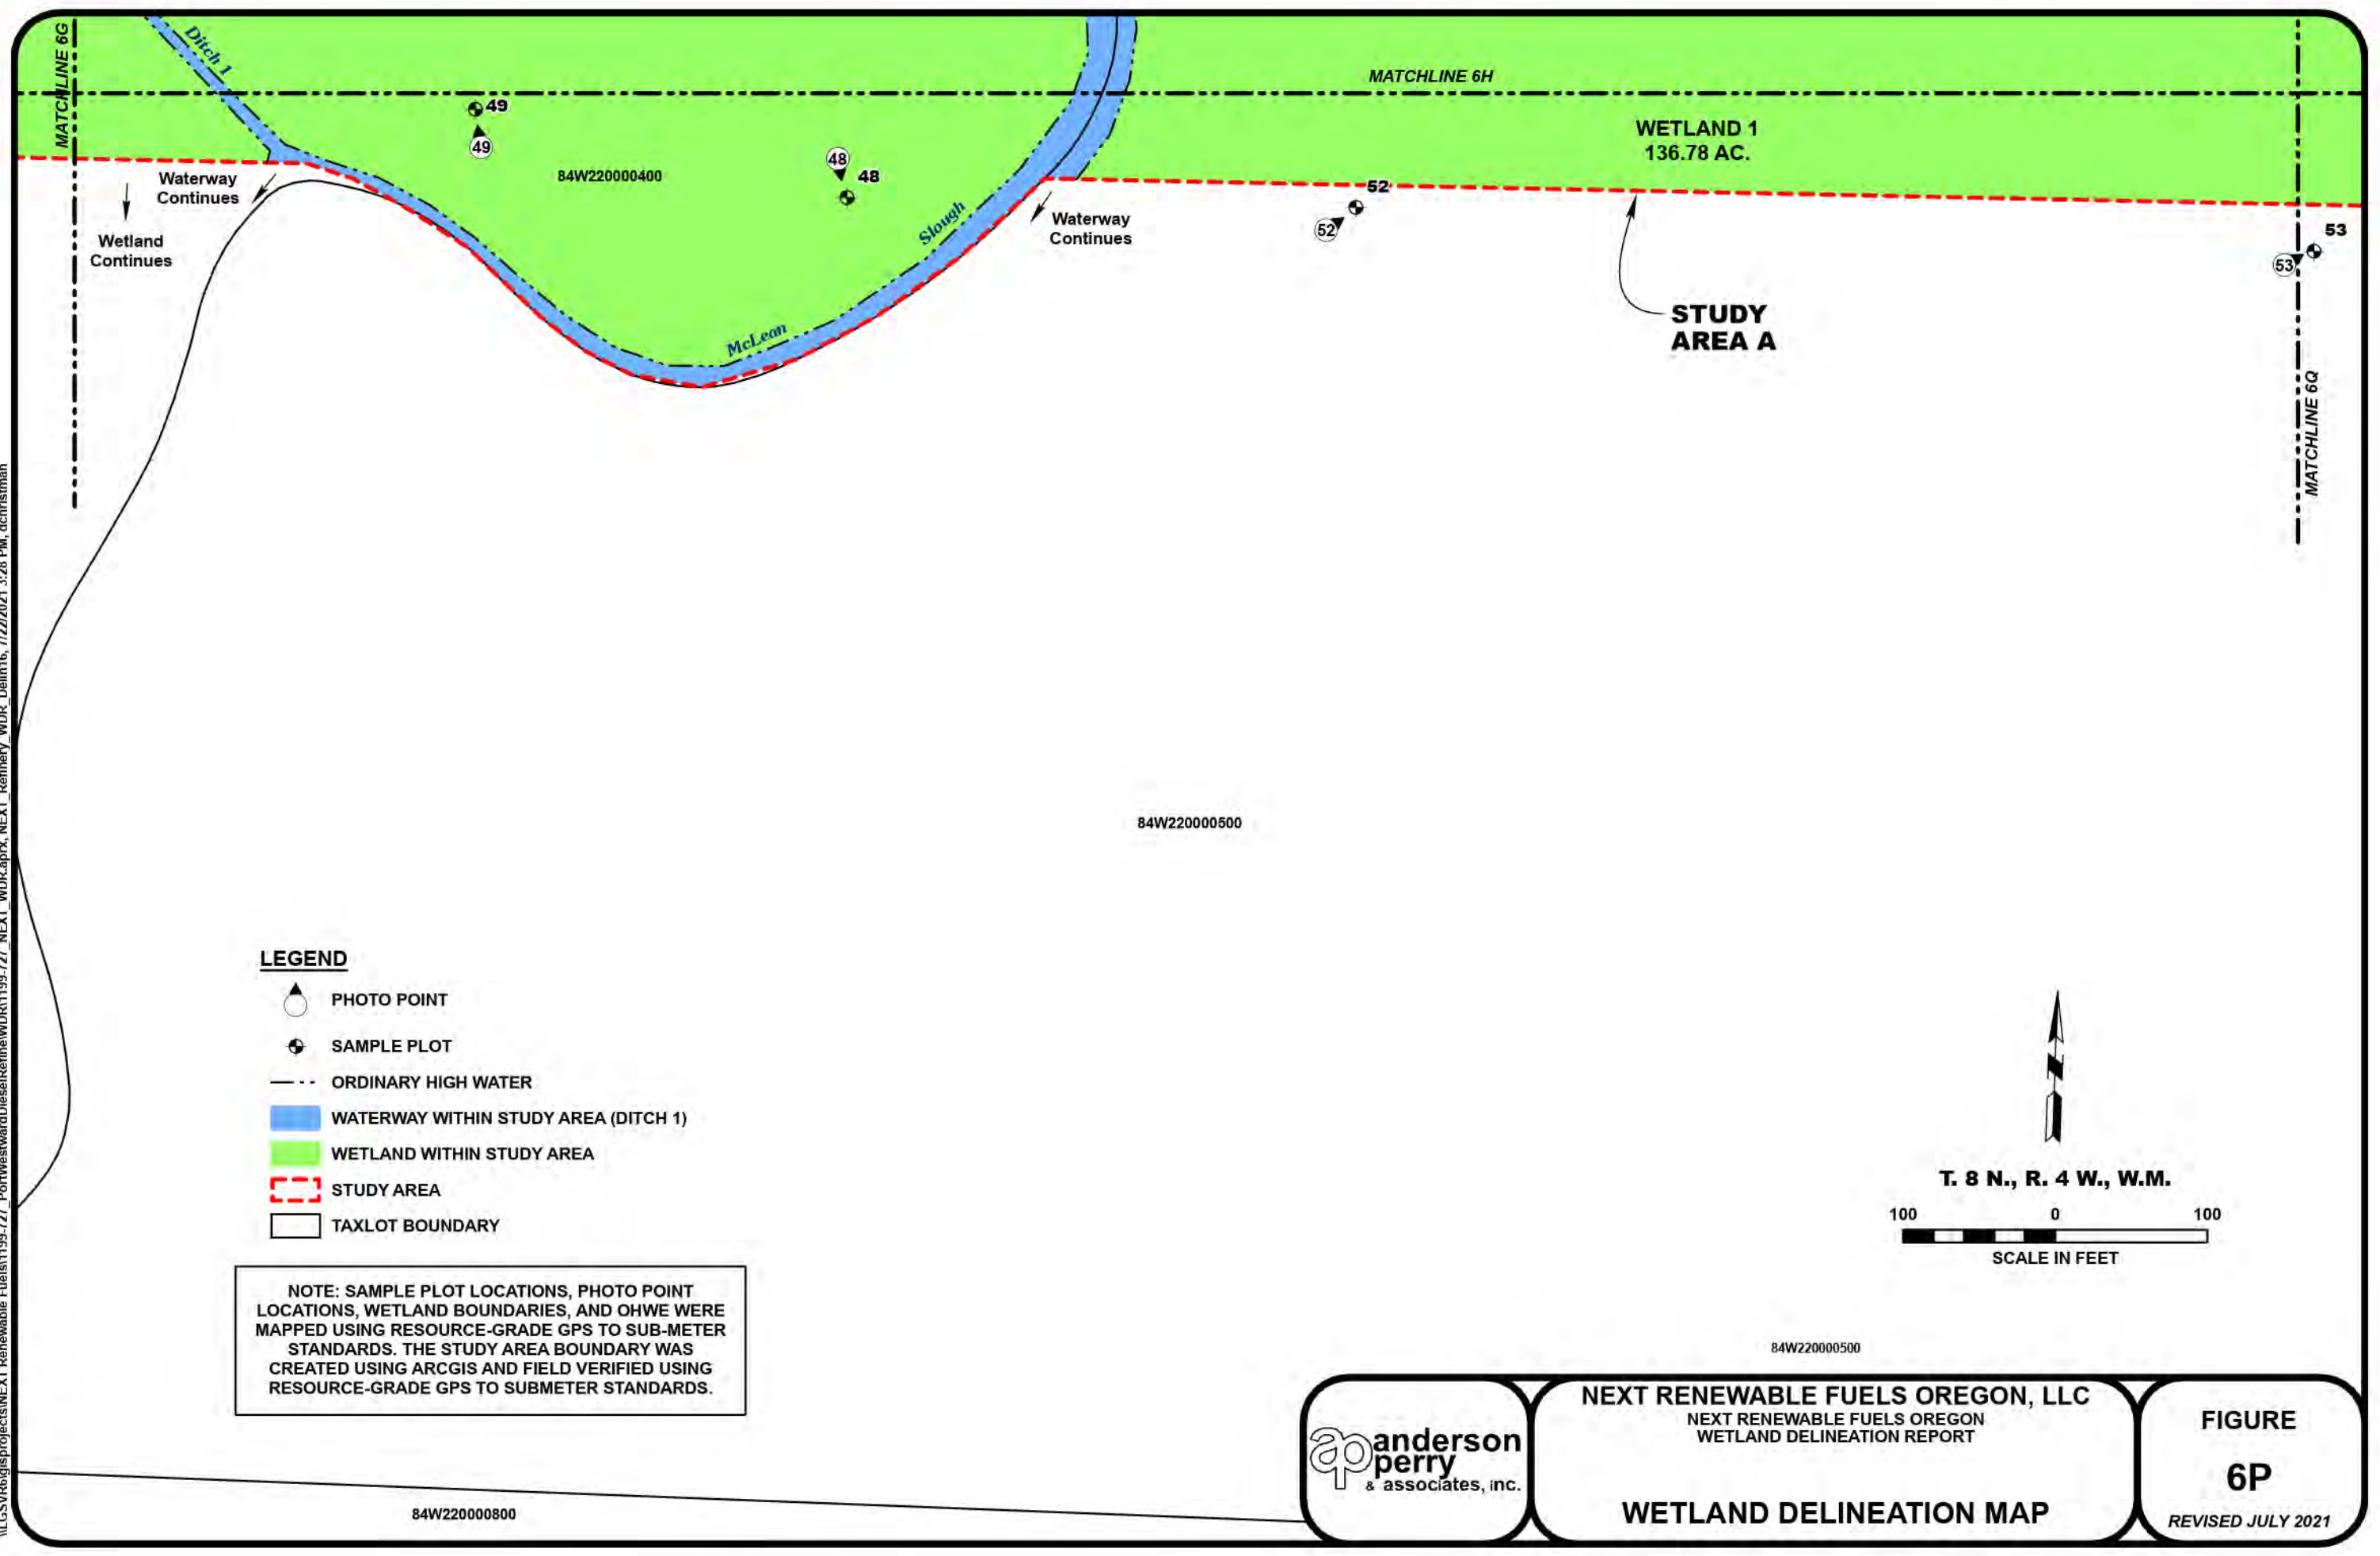 MATCHLINE 6G
Ditch 1
MATCHLINE 6H
49
49
48
48
84W220000400
WETLAND 1
136.78 AC.
Waterway
Continues
Wetland
Continues
Slough
McLean
Waterway
Continues
52
52
53
53
STUDY
AREA A
MATCHLINE 6Q
84W220000500
LEGEND
PHOTO POINT
SAMPLE PLOT
ORDINARY HIGH WATER
WATERWAY WITHIN STUDY AREA (DITCH 1)
WETLAND WITHIN STUDY AREA
STUDY AREA
TAXLOT BOUNDARY
NOTE: SAMPLE PLOT LOCATIONS, PHOTO POINT
LOCATIONS, WETLAND BOUNDARIES, AND OHWE WERE
MAPPED USING RESOURCE-GRADE GPS TO SUB-METER
STANDARDS. THE STUDY AREA BOUNDARY WAS
CREATED USING ARCGIS AND FIELD VERIFIED USING
RESOURCE-GRADE GPS TO SUBMETER STANDARDS.
N
T. 8 N., R. 4 W., W.M.
100 0 100
SCALE IN FEET
84W220000500
84W220000800
ap
anderson
perry
& associates, inc.
NEXT RENEWABLE FUELS OREGON, LLC
NEXT RENEWABLE FUELS OREGON
WETLAND DELINEATION REPORT
WETLAND DELINEATION MAP
FIGURE
6P
REVISED JULY 2021